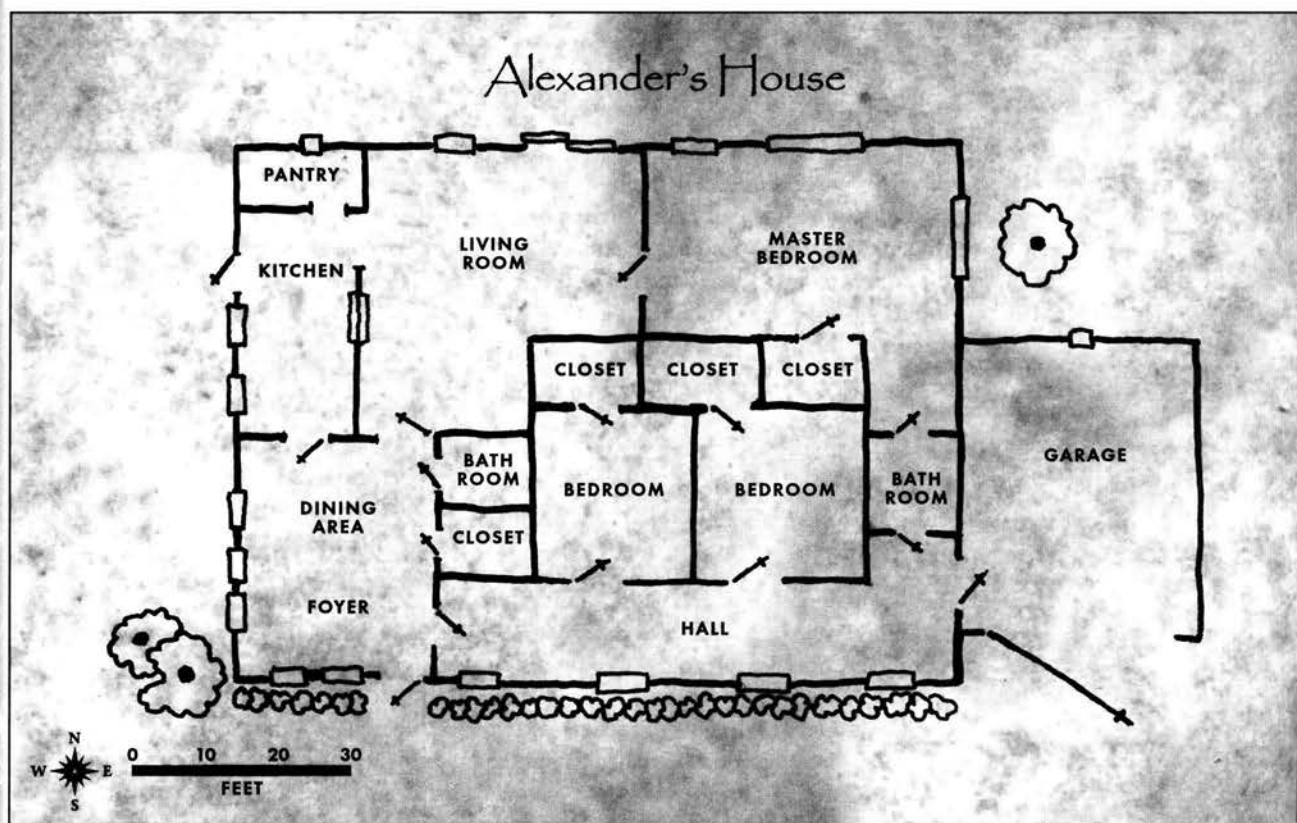 Alexander's House
PANTRY
KITCHEN
LIVING
ROOM
MASTER
BEDROOM
CLOSET
CLOSET
CLOSET
BATH
ROOM
BEDROOM
BEDROOM
BATH
ROOM
GARAGE
DINING
AREA
CLOSET
FOYER
HALL
N
W E
S
0 10 20 30
FEET